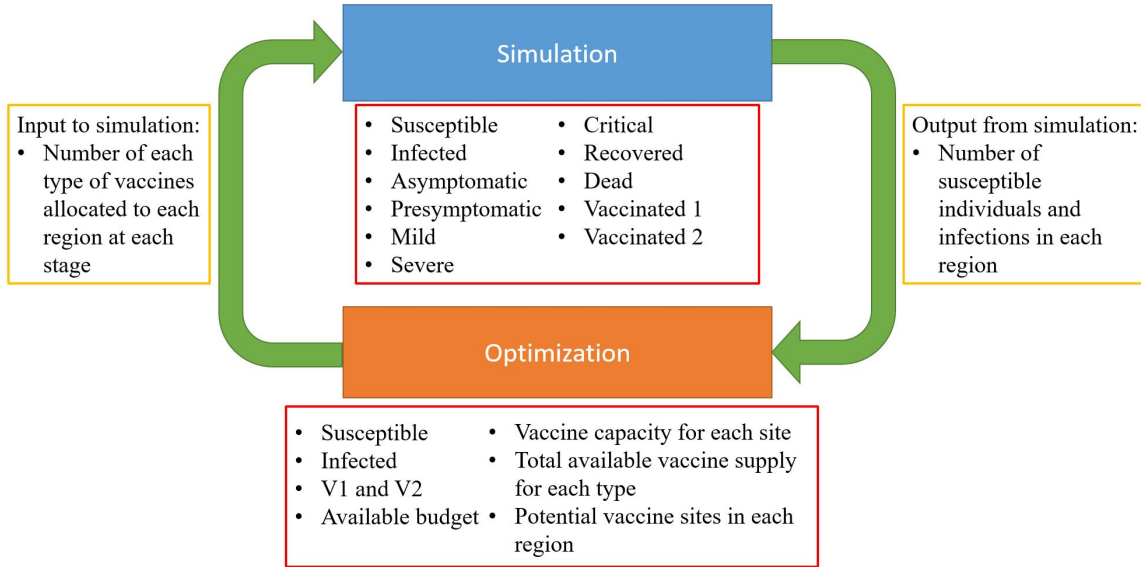 Simulation
Input to simulation:
• Number of each
type of vaccines
allocated to each
region at each
stage
• Susceptible
• Infected
• Asymptomatic
• Presymptomatic
• Mild
• Severe
• Critical
• Recovered
• Dead
• Vaccinated 1
• Vaccinated 2
Output from simulation:
• Number of
susceptible
individuals and
infections in each
region
Optimization
• Susceptible
• Infected
• V1 and V2
• Available budget
• Vaccine capacity for each site
• Total available vaccine supply
for each type
• Potential vaccine sites in each
region